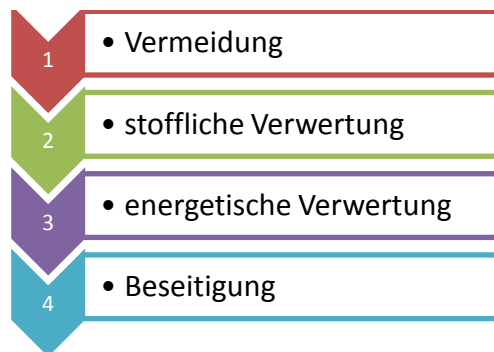 1 • Vermeidung
2 • stoffliche Verwertung
3 • energetische Verwertung
4 • Beseitigung